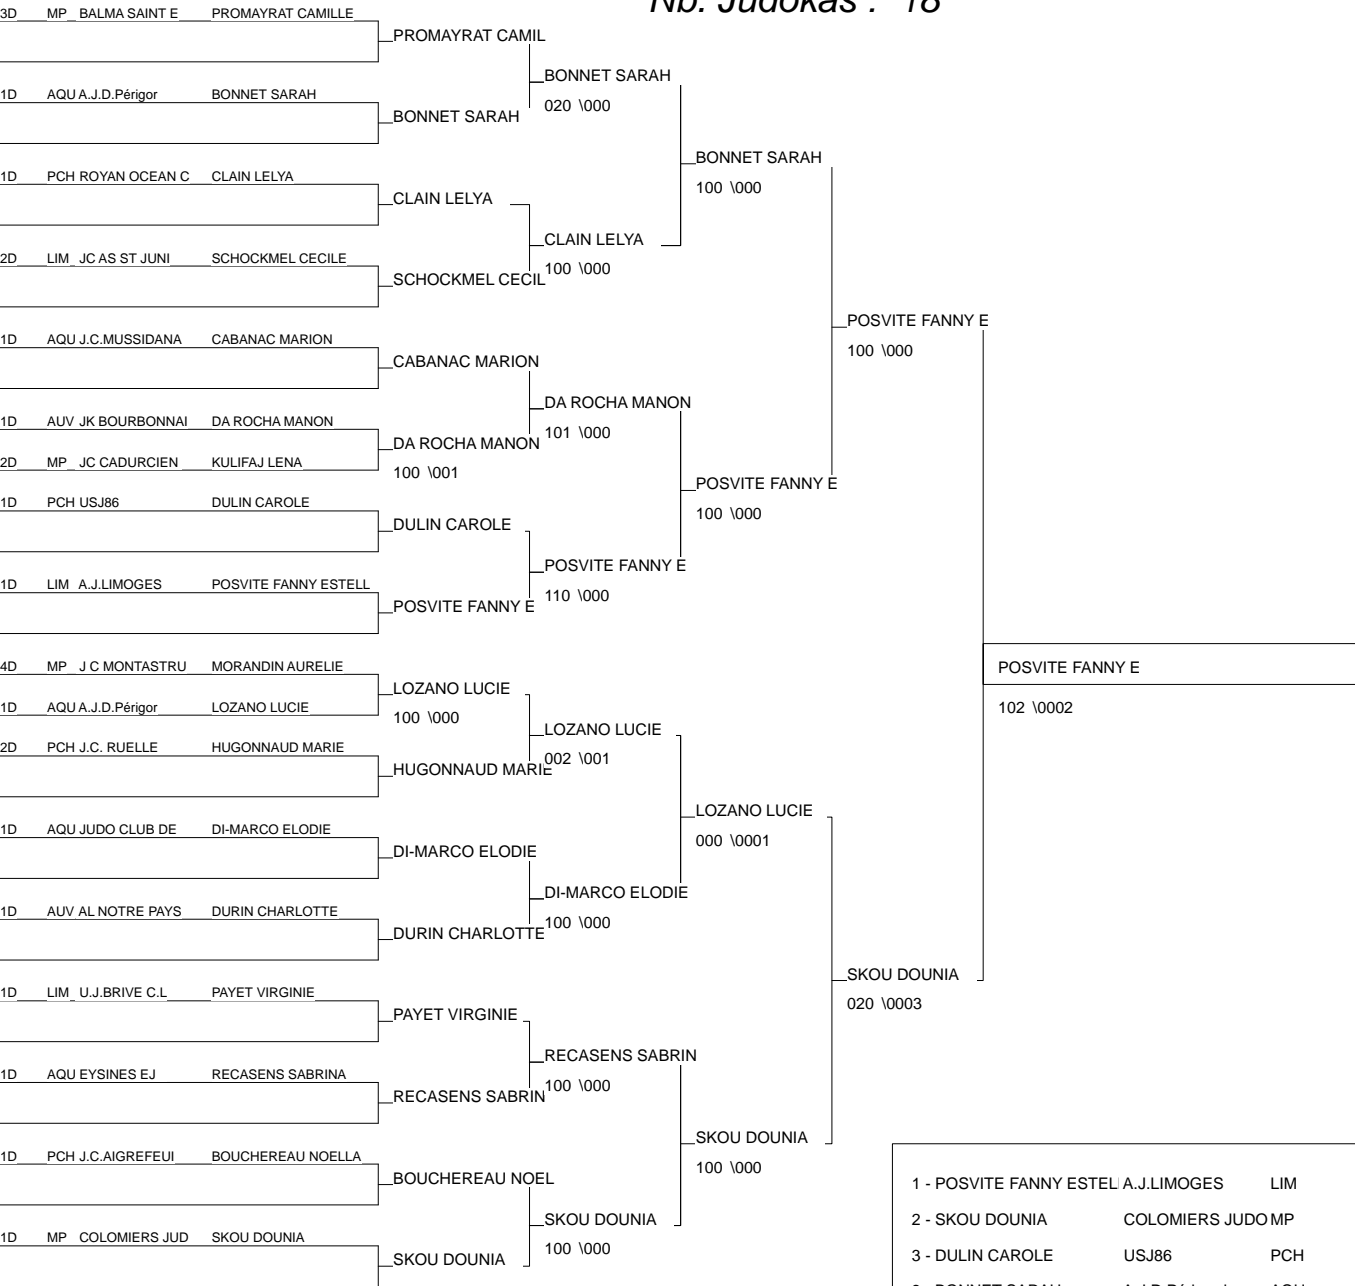 Nb. Judokas : 18
3D MP BALMA SAINT E PROMAYRAT CAMILLE
PROMAYRAT CAMIL
BONNET SARAH
020 \000
1D AQU A.J.D.Périgor BONNET SARAH
BONNET SARAH
BONNET SARAH
100 \000
1D PCH ROYAN OCEAN C CLAIN LELYA
CLAIN LELYA
CLAIN LELYA
100 \000
2D LIM JC AS ST JUNI SCHOCKMEL CECILE
SCHOCKMEL CECIL
POSVITE FANNY E
100 \000
1D AQU J.C.MUSSIDANA CABANAC MARION
CABANAC MARION
DA ROCHA MANON
101 \000
1D AUV JK BOURBONNAI DA ROCHA MANON
DA ROCHA MANON
100 \001
2D MP JC CADURCIEN KULIFAJ LENA
POSVITE FANNY E
100 \000
1D PCH USJ86 DULIN CAROLE
DULIN CAROLE
POSVITE FANNY E
110 \000
1D LIM A.J.LIMOGES POSVITE FANNY ESTELL
POSVITE FANNY E
POSVITE FANNY E
102 \0002
4D MP J C MONTASTRU MORANDIN AURELIE
LOZANO LUCIE
100 \000
1D AQU A.J.D.Périgor LOZANO LUCIE
LOZANO LUCIE
002 \001
2D PCH J.C. RUELLE HUGONNAUD MARIE
HUGONNAUD MARIE
LOZANO LUCIE
000 \0001
1D AQU JUDO CLUB DE DI-MARCO ELODIE
DI-MARCO ELODIE
DI-MARCO ELODIE
100 \000
1D AUV AL NOTRE PAYS DURIN CHARLOTTE
DURIN CHARLOTTE
SKOU DOUNIA
020 \0003
1D LIM U.J.BRIVE C.L PAYET VIRGINIE
PAYET VIRGINIE
RECASENS SABRIN
100 \000
1D AQU EYSINES EJ RECASENS SABRINA
RECASENS SABRIN
SKOU DOUNIA
100 \000
1D PCH J.C.AIGREFEUI BOUCHEREAU NOELLA
BOUCHEREAU NOEL
SKOU DOUNIA
100 \000
1D MP COLOMIERS JUD SKOU DOUNIA
SKOU DOUNIA
1 - POSVITE FANNY ESTEL A.J.LIMOGES LIM
2 - SKOU DOUNIA COLOMIERS JUDO MP
3 - DULIN CAROLE USJ86 PCH